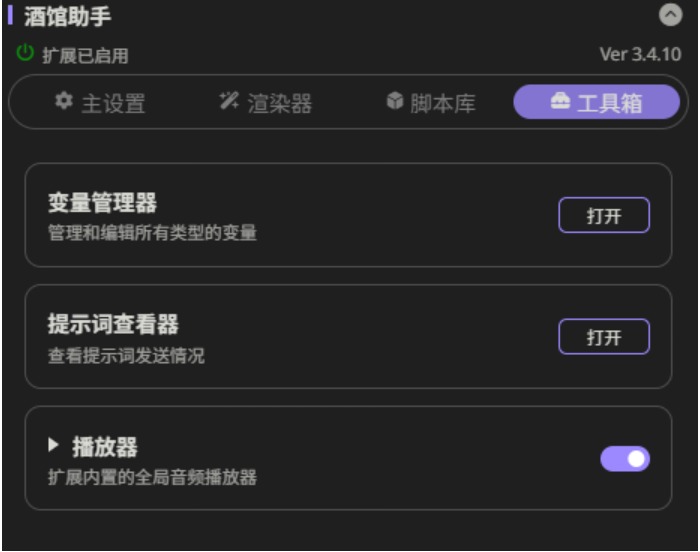 酒馆助手
扩展已启用 Ver 3.4.10
主设置 渲染器 脚本库 工具箱
变量管理器
管理和编辑所有类型的变量
打开
提示词查看器
查看提示词发送情况
打开
播放器
扩展内置的全局音频播放器